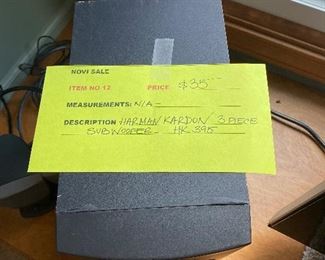 NOVI SALE
ITEM NO 12 PRICE $35
MEASUREMENTS: N/A -
DESCRIPTION HARMAN/KARDON 3 PIECE
SUBWOOFER HK 395